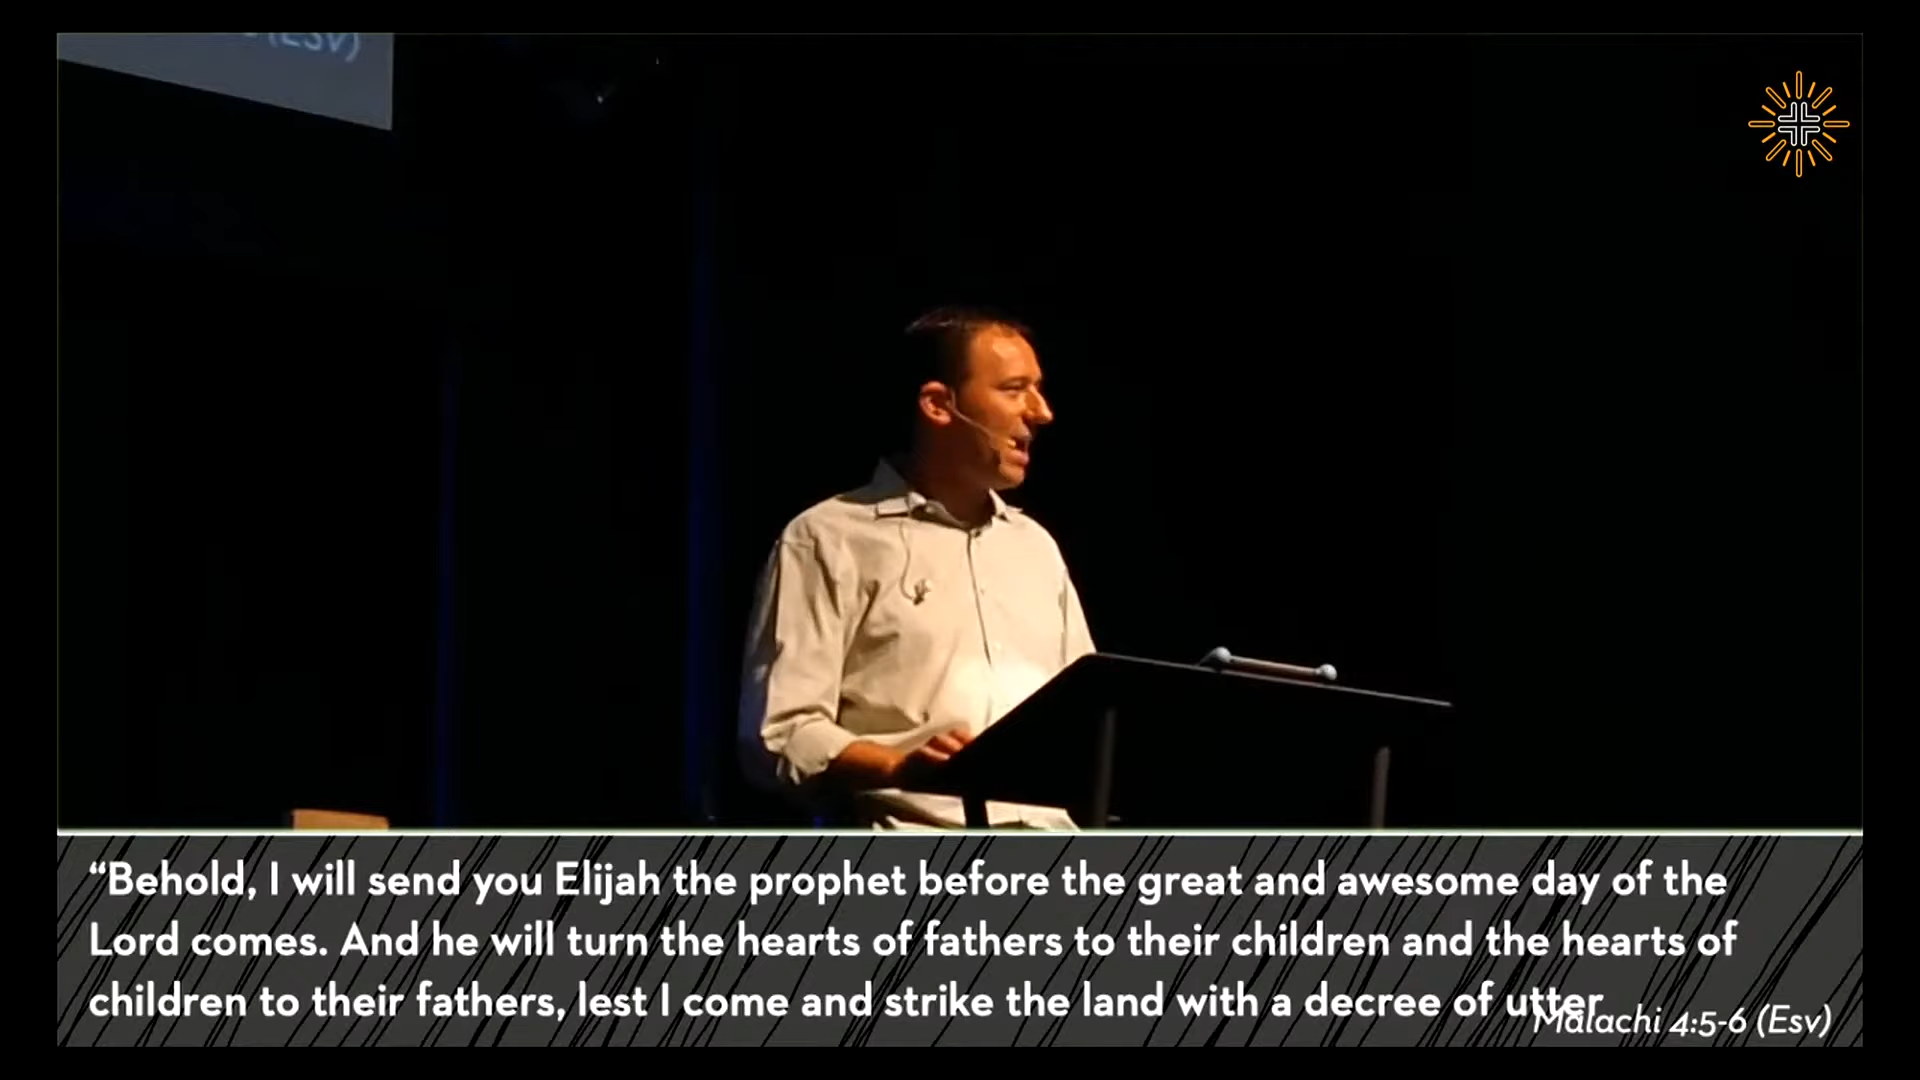 (ESV)
“Behold, I will send you Elijah the prophet before the great and awesome day of the
Lord comes. And he will turn the hearts of fathers to their children and the hearts of
children to their fathers, lest I come and strike the land with a decree of utter
Malachi 4:5-6 (Esv)